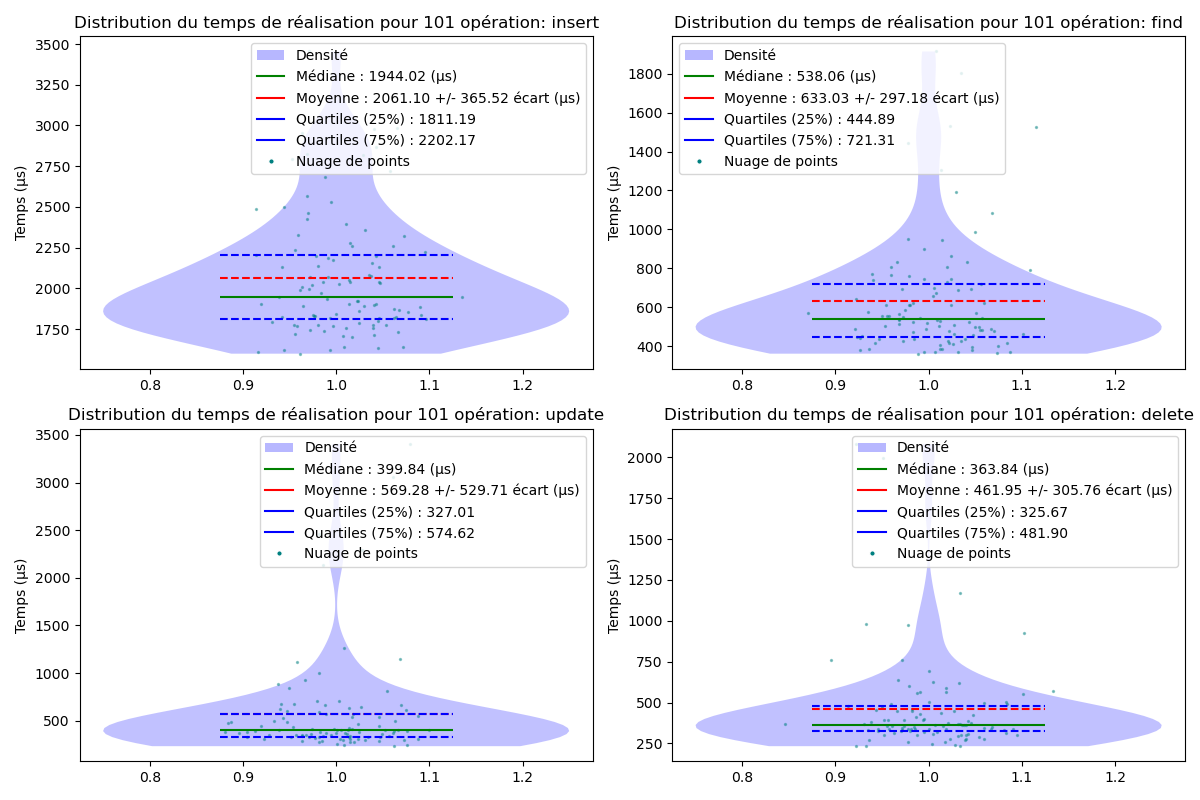 Distribution du temps de réalisation pour 101 opération: insert
Temps (µs)
3500
3250
3000
2750
2500
2250
2000
1750
Densité
Médiane : 1944.02 (µs)
Moyenne : 2061.10 +/- 365.52 écart (µs)
Quartiles (25%) : 1811.19
Quartiles (75%) : 2202.17
Nuage de points
0.8 0.9 1.0 1.1 1.2
Distribution du temps de réalisation pour 101 opération: find
Temps (µs)
1800
1600
1400
1200
1000
800
600
400
Densité
Médiane : 538.06 (µs)
Moyenne : 633.03 +/- 297.18 écart (µs)
Quartiles (25%) : 444.89
Quartiles (75%) : 721.31
Nuage de points
0.8 0.9 1.0 1.1 1.2
Distribution du temps de réalisation pour 101 opération: update
Temps (µs)
3500
3000
2500
2000
1500
1000
500
Densité
Médiane : 399.84 (µs)
Moyenne : 569.28 +/- 529.71 écart (µs)
Quartiles (25%) : 327.01
Quartiles (75%) : 574.62
Nuage de points
0.8 0.9 1.0 1.1 1.2
Distribution du temps de réalisation pour 101 opération: delete
Temps (µs)
2000
1750
1500
1250
1000
750
500
250
Densité
Médiane : 363.84 (µs)
Moyenne : 461.95 +/- 305.76 écart (µs)
Quartiles (25%) : 325.67
Quartiles (75%) : 481.90
Nuage de points
0.8 0.9 1.0 1.1 1.2